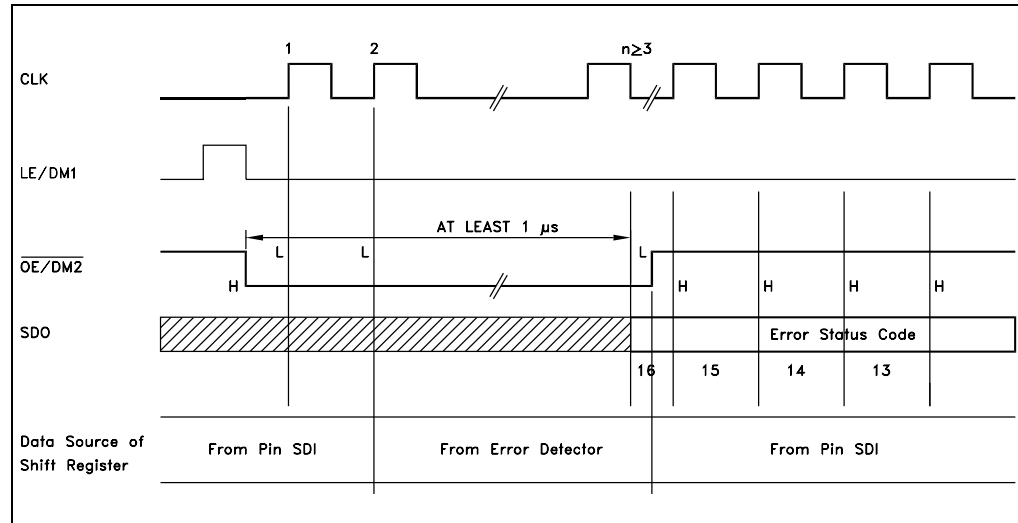 1 2 n≥3
CLK
LE/DM1
AT LEAST 1 µs
L L L
OE/DM2
H H H H H
SDO
Error Status Code
16 15 14 13
Data Source of
Shift Register
From Pin SDI From Error Detector From Pin SDI